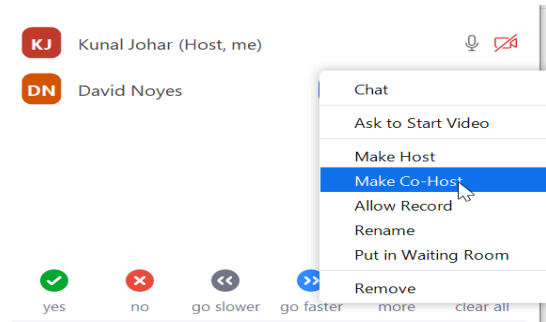 KJ Kunal Johar (Host, me)
DN David Noyes
Chat
Ask to Start Video
Make Host
Make Co-Host
Allow Record
Rename
Put in Waiting Room
Remove
yes no go slower go faster more clear all